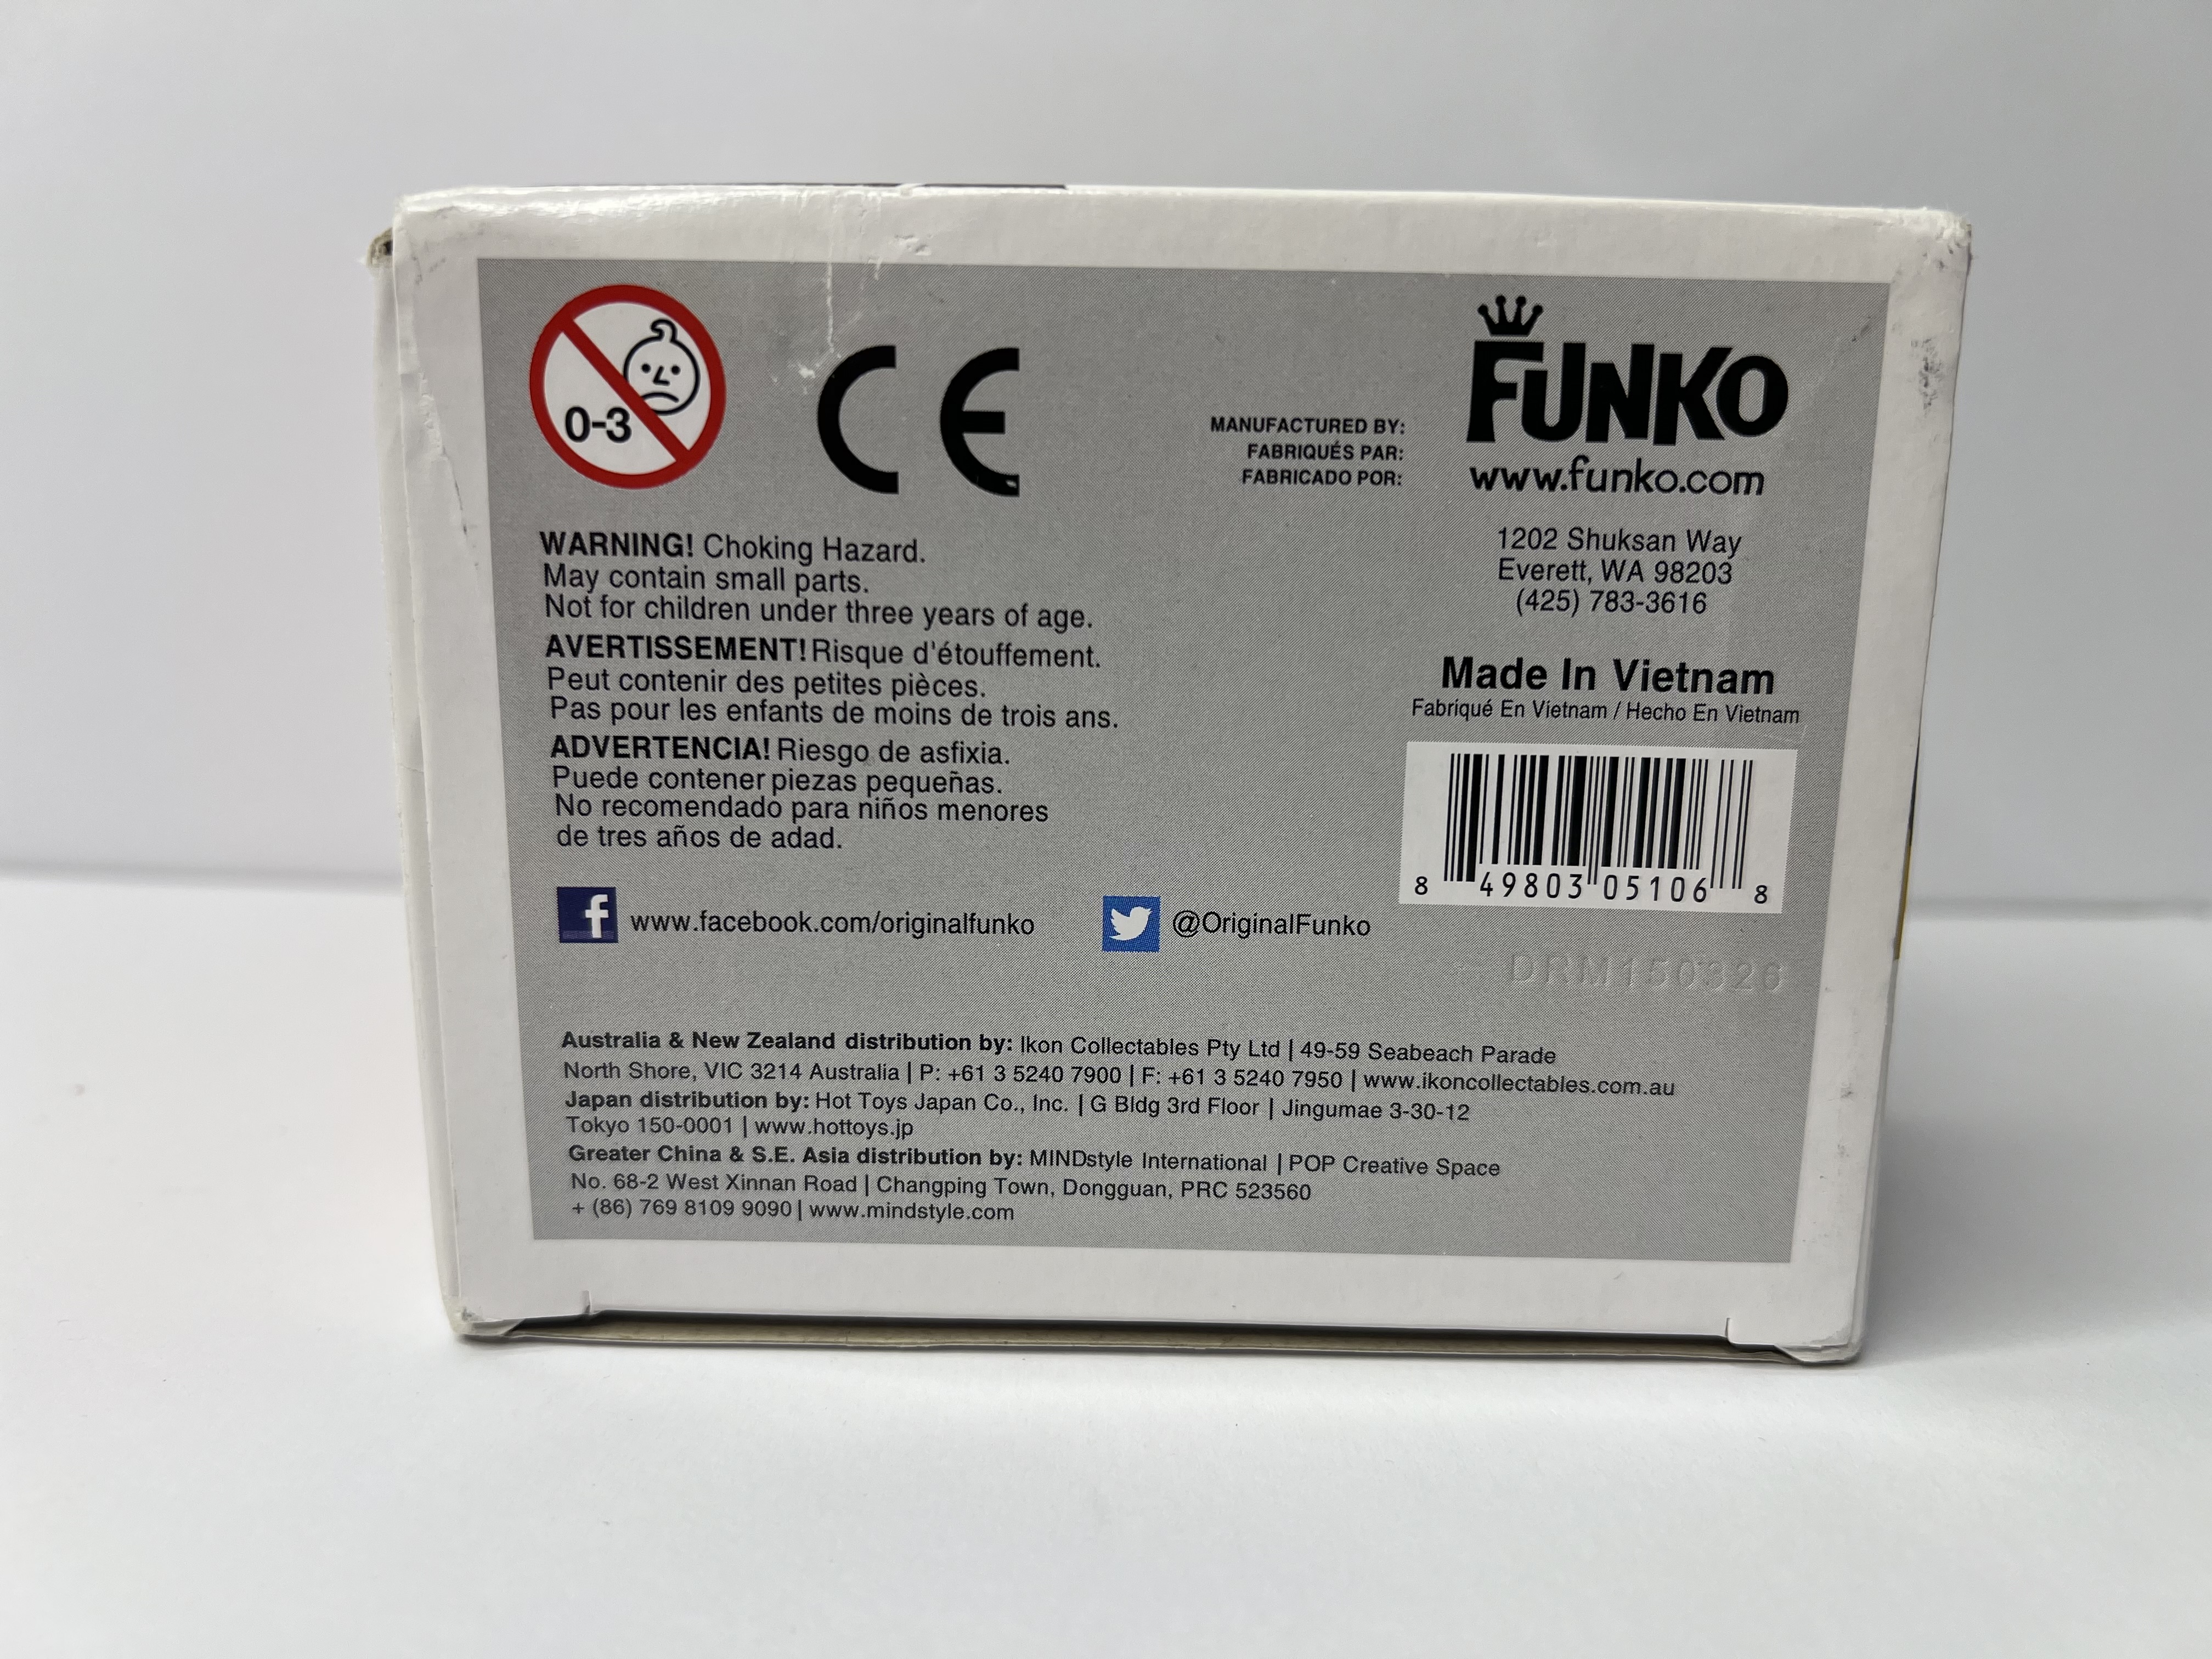 0-3
CE
WARNING! Choking Hazard.
May contain small parts.
Not for children under three years of age.
AVERTISSEMENT! Risque d'étouffement.
Peut contenir des petites pièces.
Pas pour les enfants de moins de trois ans.
ADVERTENCIA! Riesgo de asfixia.
Puede contener piezas pequeñas.
No recomendado para niños menores
de tres años de adad.
MANUFACTURED BY:
FABRIQUÉS PAR:
FABRICADO POR:
FUNKO
www.funko.com
1202 Shuksan Way
Everett, WA 98203
(425) 783-3616
Made In Vietnam
Fabriqué En Vietnam / Hecho En Vietnam
8 49803 05106 8
f www.facebook.com/originalfunko
@OriginalFunko
DRM150326
Australia & New Zealand distribution by: Ikon Collectables Pty Ltd | 49-59 Seabeach Parade
North Shore, VIC 3214 Australia | P: +61 3 5240 7900 | F: +61 3 5240 7950 | www.ikoncollectables.com.au
Japan distribution by: Hot Toys Japan Co., Inc. | G Bldg 3rd Floor | Jingumae 3-30-12
Tokyo 150-0001 | www.hottoys.jp
Greater China & S.E. Asia distribution by: MINDstyle International | POP Creative Space
No. 68-2 West Xinnan Road | Changping Town, Dongguan, PRC 523560
+ (86) 769 8109 9090 | www.mindstyle.com